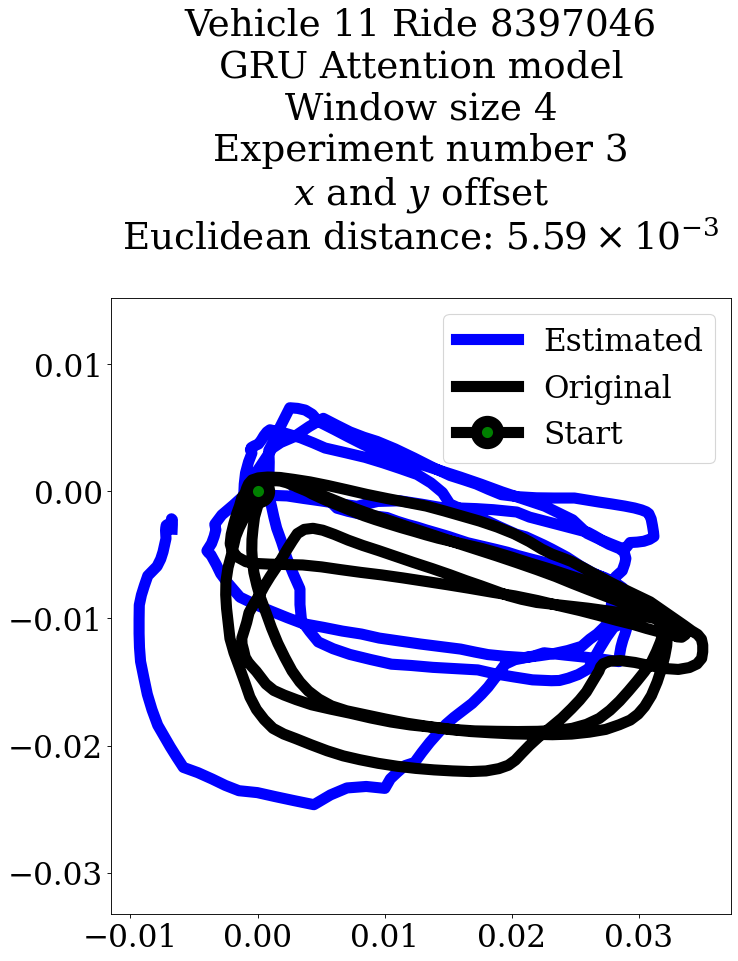 Vehicle 11 Ride 8397046
GRU Attention model
Window size 4
Experiment number 3
x and y offset
Euclidean distance: 5.59 × 10⁻³
Estimated
Original
Start
0.01
0.00
−0.01
−0.02
−0.03
−0.01 0.00 0.01 0.02 0.03